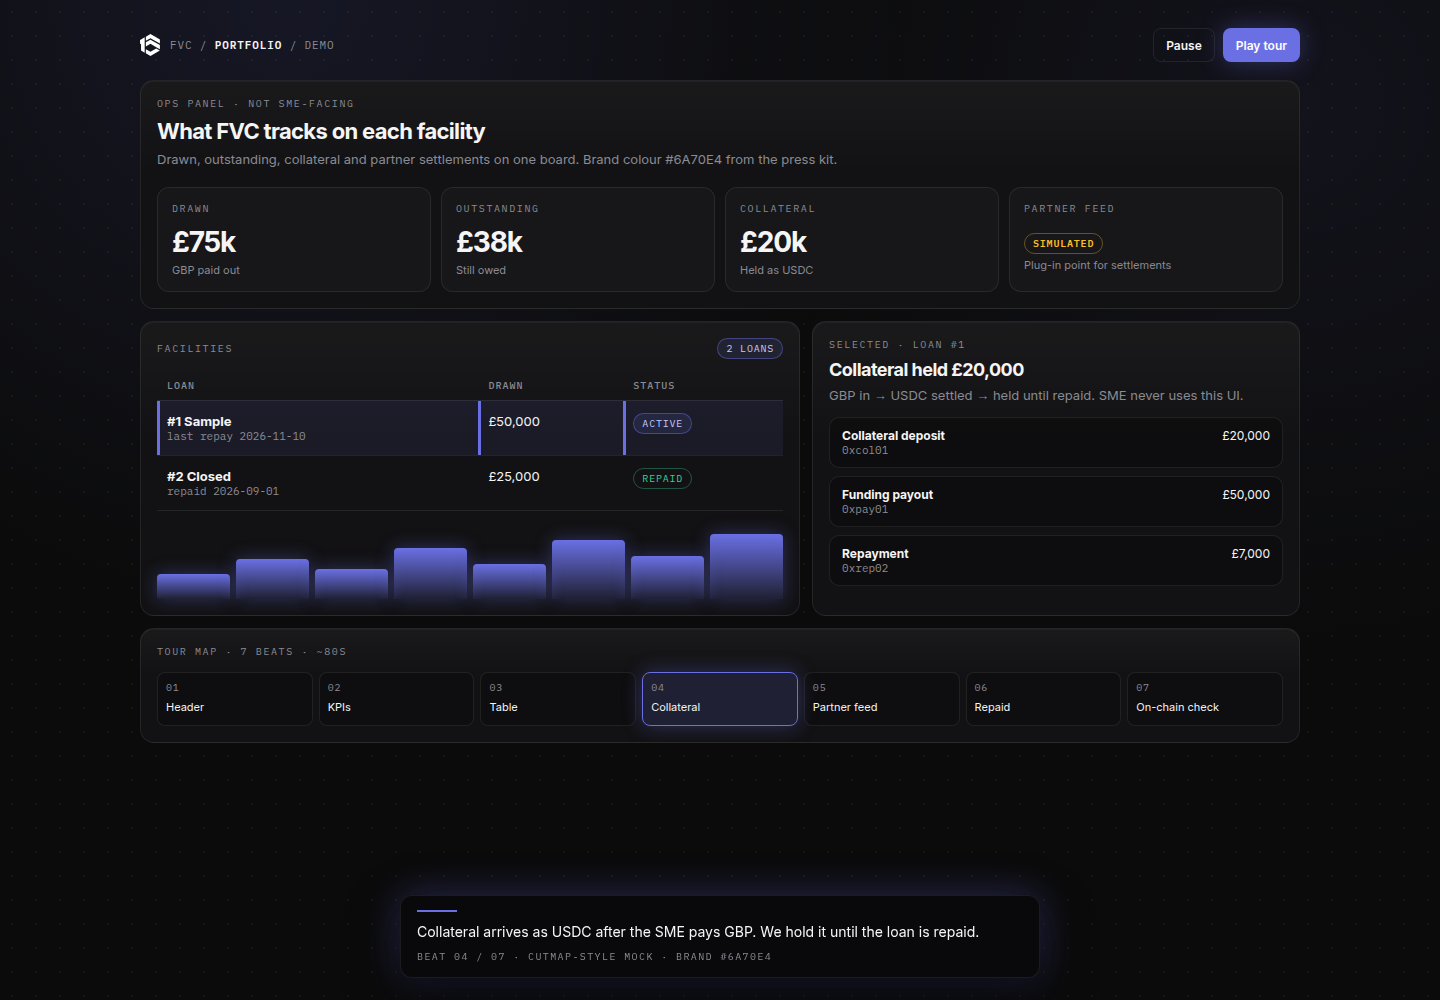 FVC / PORTFOLIO / DEMO
Pause
Play tour
OPS PANEL · NOT SME-FACING
What FVC tracks on each facility
Drawn, outstanding, collateral and partner settlements on one board. Brand colour #6A70E4 from the press kit.
DRAWN
£75k
GBP paid out
OUTSTANDING
£38k
Still owed
COLLATERAL
£20k
Held as USDC
PARTNER FEED
SIMULATED
Plug-in point for settlements
FACILITIES
2 LOANS
LOAN DRAWN STATUS
#1 Sample £50,000 ACTIVE
last repay 2026-11-10
#2 Closed £25,000 REPAID
repaid 2026-09-01
SELECTED · LOAN #1
Collateral held £20,000
GBP in → USDC settled → held until repaid. SME never uses this UI.
Collateral deposit £20,000
0xcol01
Funding payout £50,000
0xpay01
Repayment £7,000
0xrep02
TOUR MAP · 7 BEATS · ~80S
01
Header
02
KPIs
03
Table
04
Collateral
05
Partner feed
06
Repaid
07
On-chain check
Collateral arrives as USDC after the SME pays GBP. We hold it until the loan is repaid.
BEAT 04 / 07 · CUTMAP-STYLE MOCK · BRAND #6A70E4